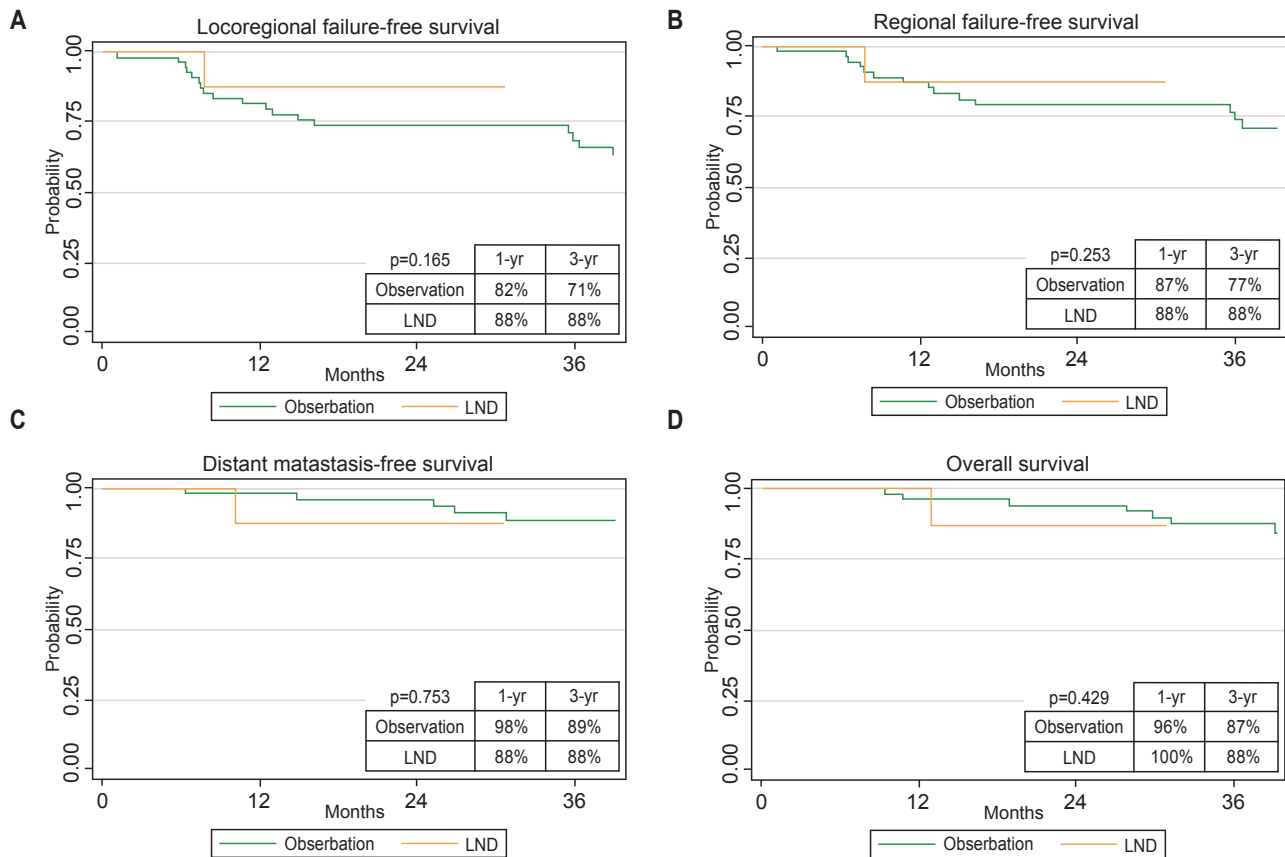 A
Locoregional failure-free survival
Probability
1.00
0.75
0.50
0.25
0.00
p=0.165 1-yr 3-yr
Observation 82% 71%
LND 88% 88%
0 12 24 36
Months
Obserbation LND
B
Regional failure-free survival
Probability
1.00
0.75
0.50
0.25
0.00
p=0.253 1-yr 3-yr
Observation 87% 77%
LND 88% 88%
0 12 24 36
Months
Obserbation LND
C
Distant matastasis-free survival
Probability
1.00
0.75
0.50
0.25
0.00
p=0.753 1-yr 3-yr
Observation 98% 89%
LND 88% 88%
0 12 24 36
Months
Obserbation LND
D
Overall survival
Probability
1.00
0.75
0.50
0.25
0.00
p=0.429 1-yr 3-yr
Observation 96% 87%
LND 100% 88%
0 12 24 36
Months
Obserbation LND